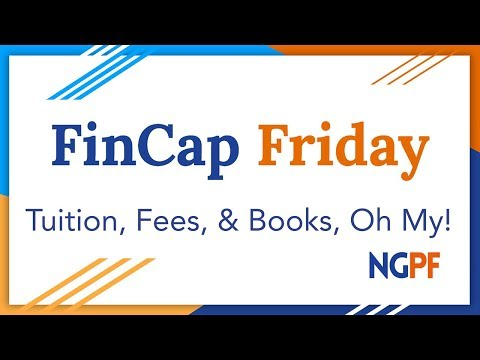 FinCap Friday
Tuition, Fees, & Books, Oh My!
NGPF